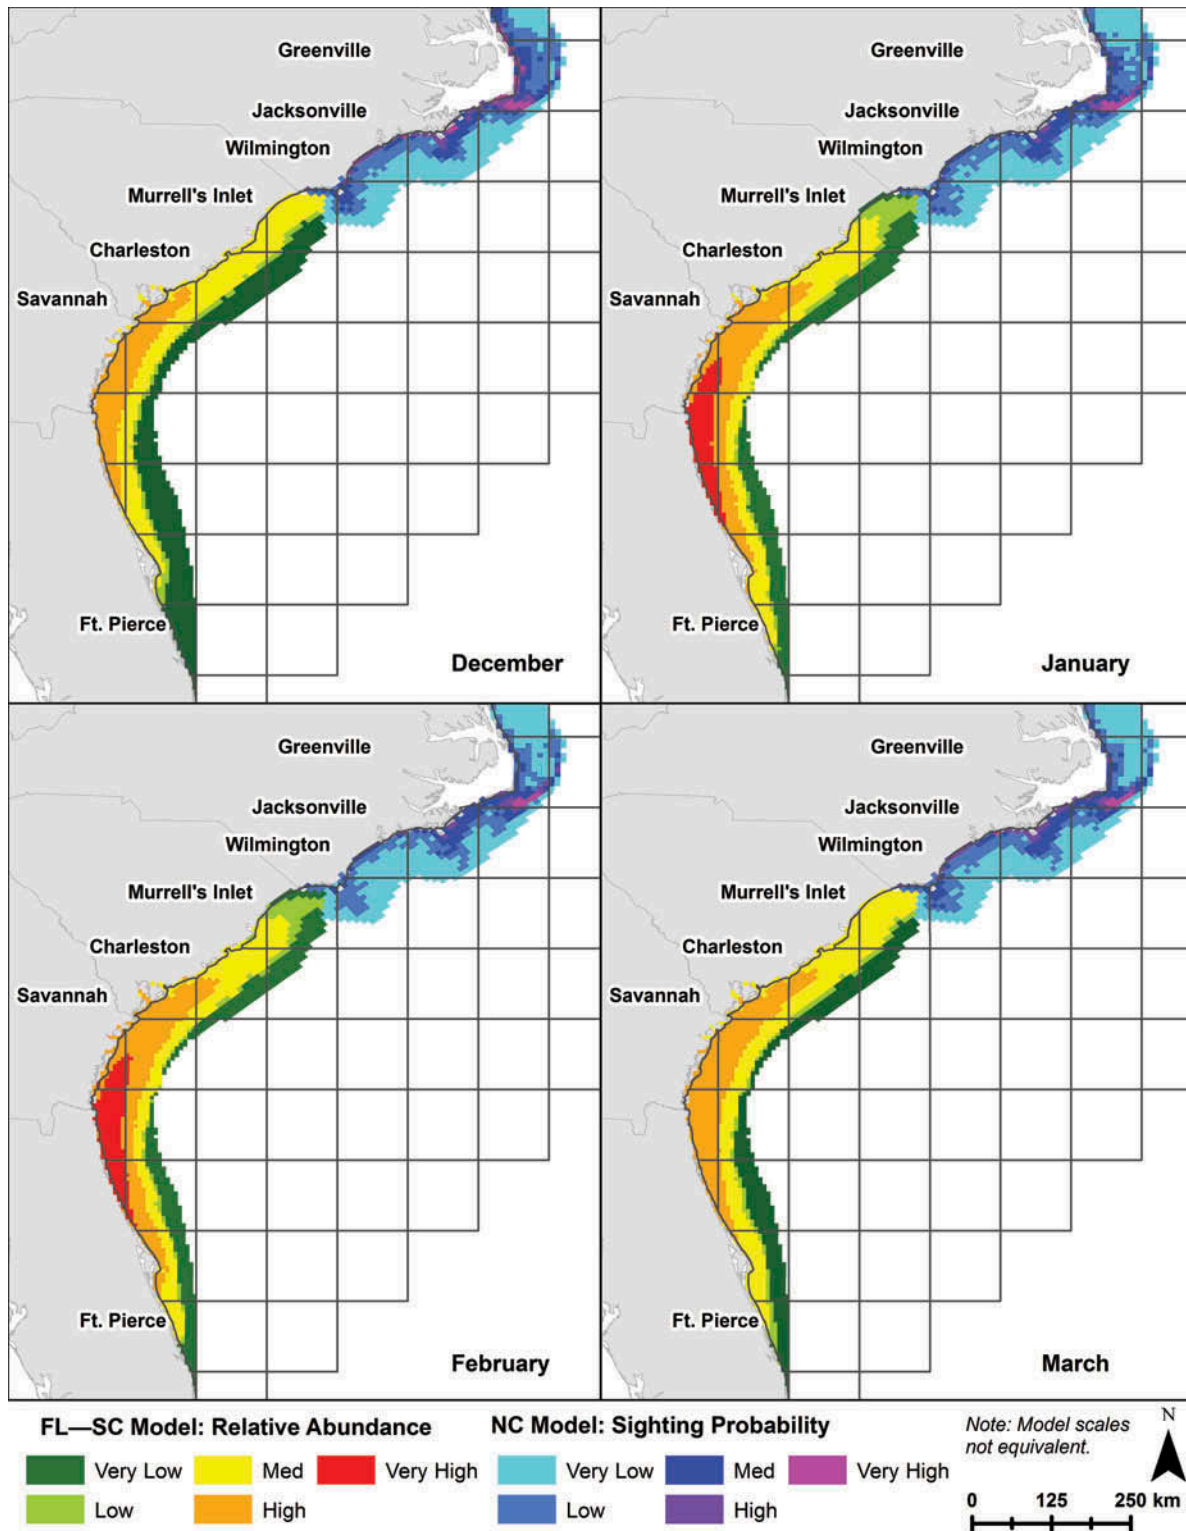 Greenville
Jacksonville
Wilmington
Murrell's Inlet
Charleston
Savannah
Ft. Pierce
December
Greenville
Jacksonville
Wilmington
Murrell's Inlet
Charleston
Savannah
Ft. Pierce
January
Greenville
Jacksonville
Wilmington
Murrell's Inlet
Charleston
Savannah
Ft. Pierce
February
Greenville
Jacksonville
Wilmington
Murrell's Inlet
Charleston
Savannah
Ft. Pierce
March
FL—SC Model: Relative Abundance
Very Low
Med
Very High
Low
High
NC Model: Sighting Probability
Very Low
Med
Very High
Low
High
Note: Model scales
not equivalent.
N
0 125 250 km